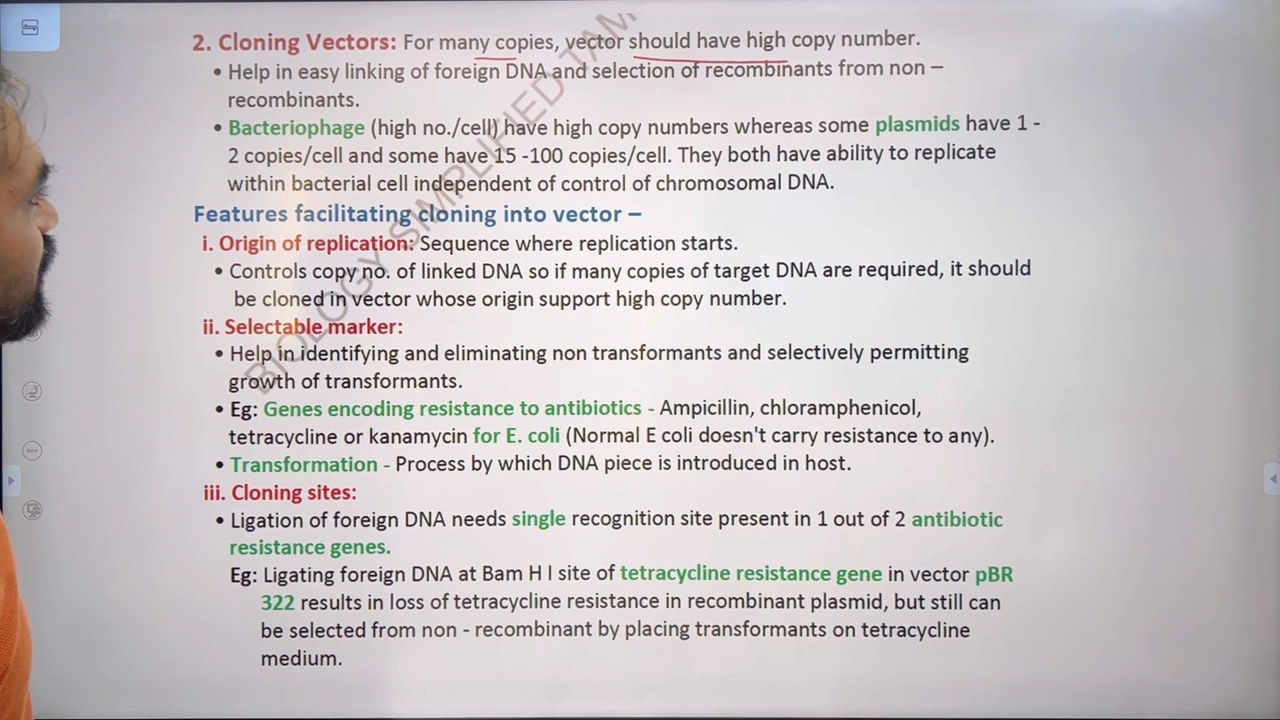 2. Cloning Vectors: For many copies, vector should have high copy number.
• Help in easy linking of foreign DNA and selection of recombinants from non –
recombinants.
• Bacteriophage (high no./cell) have high copy numbers whereas some plasmids have 1 -
2 copies/cell and some have 15 -100 copies/cell. They both have ability to replicate
within bacterial cell independent of control of chromosomal DNA.
Features facilitating cloning into vector –
i. Origin of replication: Sequence where replication starts.
• Controls copy no. of linked DNA so if many copies of target DNA are required, it should
be cloned in vector whose origin support high copy number.
ii. Selectable marker:
• Help in identifying and eliminating non transformants and selectively permitting
growth of transformants.
• Eg: Genes encoding resistance to antibiotics - Ampicillin, chloramphenicol,
tetracycline or kanamycin for E. coli (Normal E coli doesn't carry resistance to any).
• Transformation - Process by which DNA piece is introduced in host.
iii. Cloning sites:
• Ligation of foreign DNA needs single recognition site present in 1 out of 2 antibiotic
resistance genes.
Eg: Ligating foreign DNA at Bam H I site of tetracycline resistance gene in vector pBR
322 results in loss of tetracycline resistance in recombinant plasmid, but still can
be selected from non - recombinant by placing transformants on tetracycline
medium.
BIOLOGY SIMPLIFIED TAM